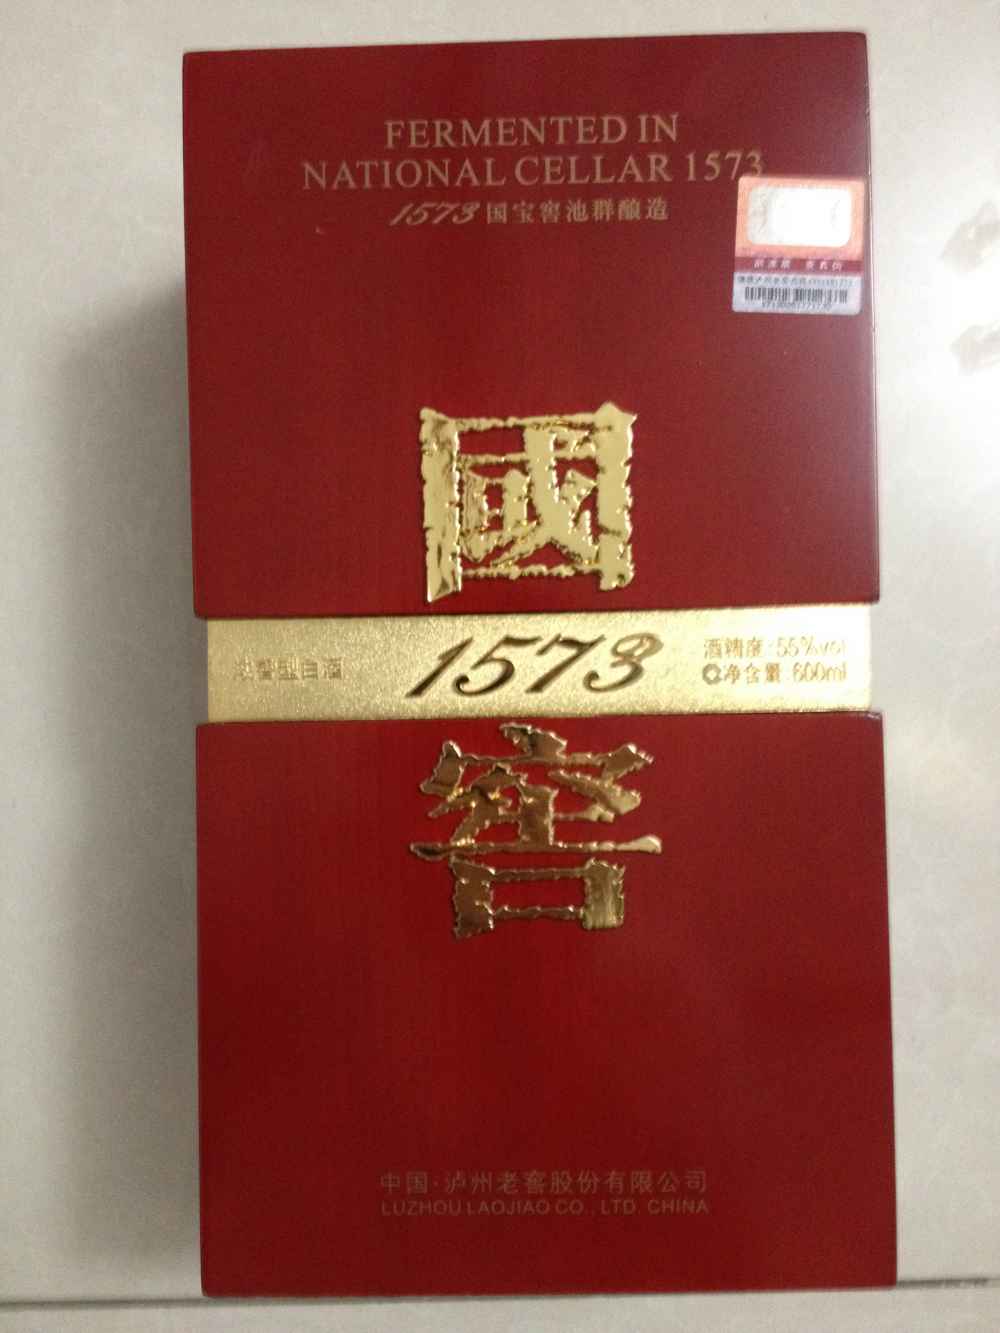 FERMENTED IN
NATIONAL CELLAR 1573
1573 国宝窖池群酿造
國
浓香型白酒
1573
酒精度:55%vol
净含量:600ml
窖
中国·泸州老窖股份有限公司
LUZHOU LAOJIAO CO., LTD. CHINA